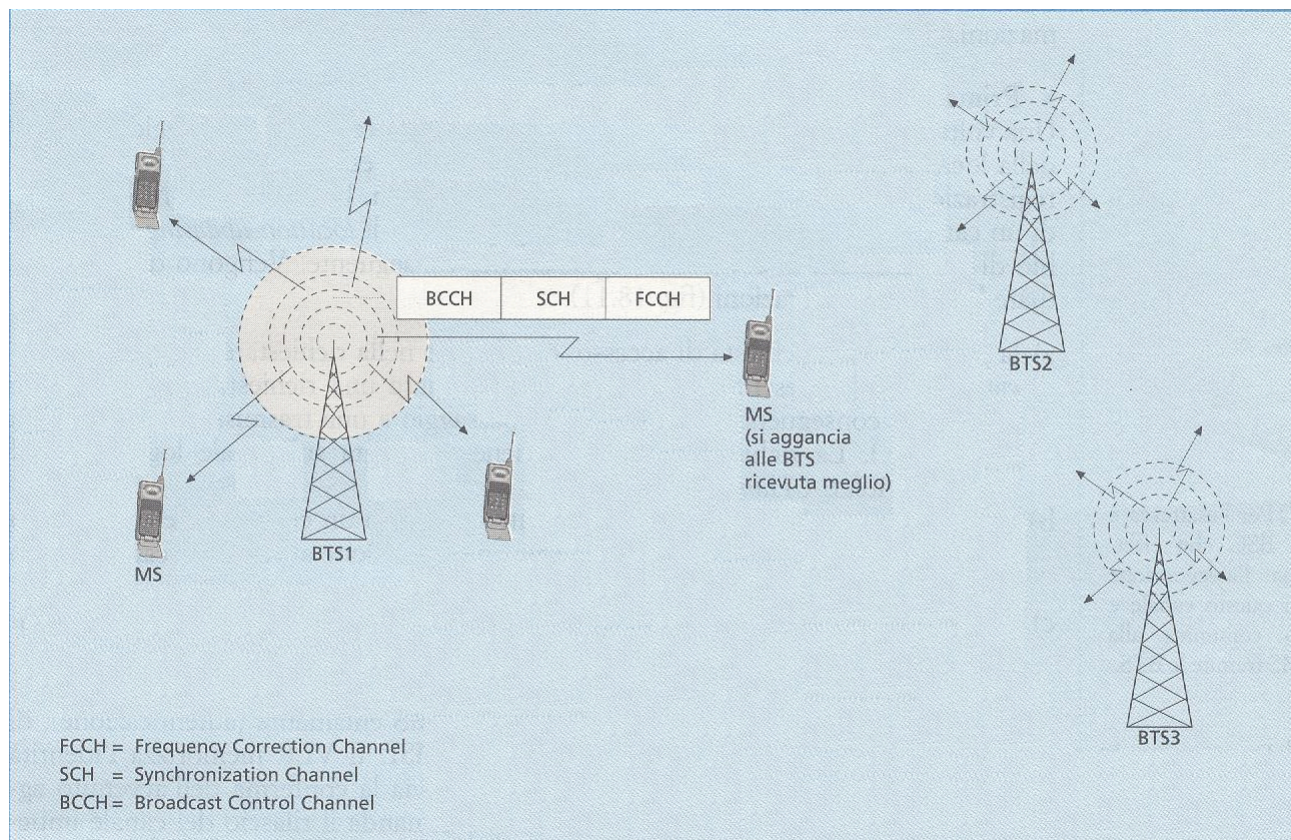 BCCH SCH FCCH
BTS2
MS
(si aggancia
alle BTS
ricevuta meglio)
BTS1
MS
BTS3
FCCH = Frequency Correction Channel
SCH = Synchronization Channel
BCCH = Broadcast Control Channel